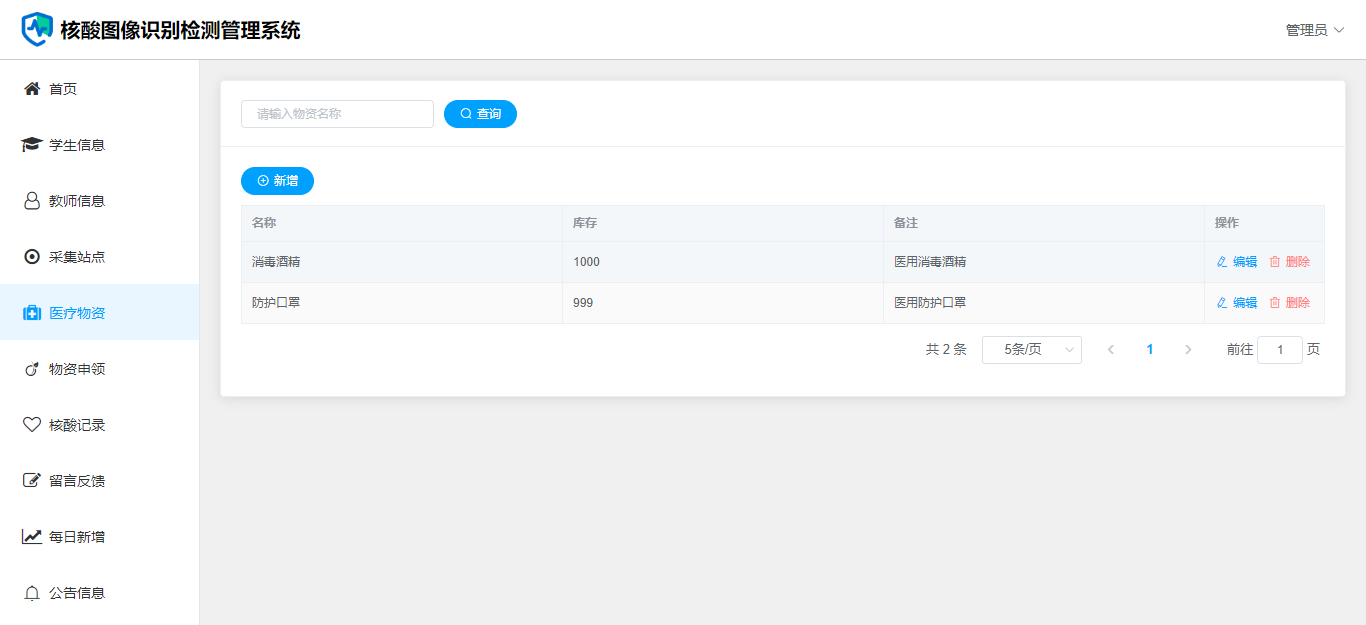 核酸图像识别检测管理系统
管理员
首页
学生信息
教师信息
采集站点
医疗物资
物资申领
核酸记录
留言反馈
每日新增
公告信息
请输入物资名称 查询
新增
名称 库存 备注 操作
消毒酒精 1000 医用消毒酒精 编辑 删除
防护口罩 999 医用防护口罩 编辑 删除
共 2 条 5条/页 1 前往 1 页